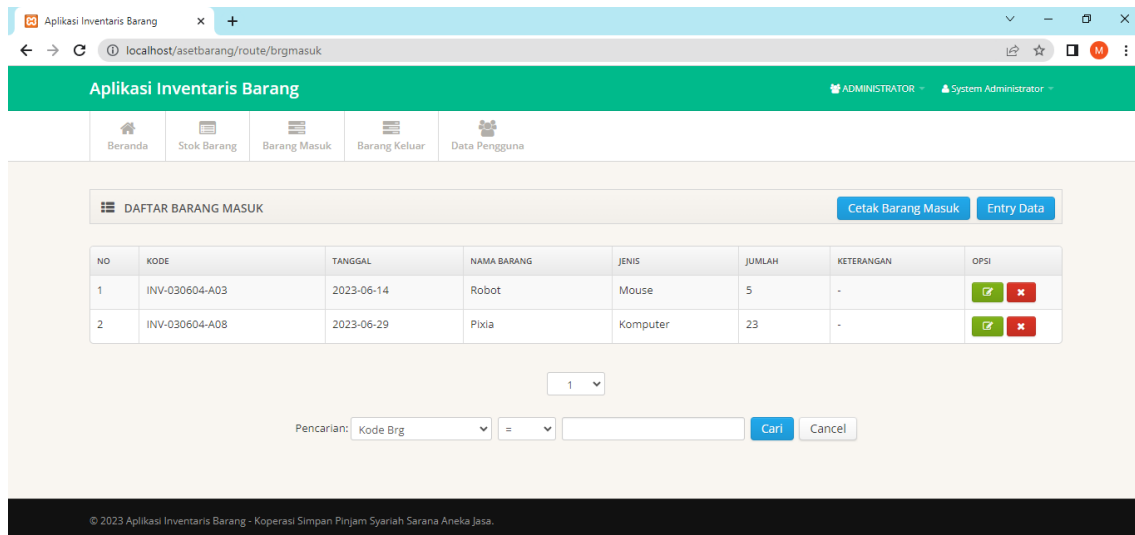 Aplikasi Inventaris Barang
localhost/asetbarang/route/brgmasuk
M
Aplikasi Inventaris Barang
ADMINISTRATOR System Administrator
Beranda Stok Barang Barang Masuk Barang Keluar Data Pengguna
DAFTAR BARANG MASUK Cetak Barang Masuk Entry Data
NO KODE TANGGAL NAMA BARANG JENIS JUMLAH KETERANGAN OPSI
1 INV-030604-A03 2023-06-14 Robot Mouse 5 -
2 INV-030604-A08 2023-06-29 Pixia Komputer 23 -
1
Pencarian: Kode Brg = Cari Cancel
© 2023 Aplikasi Inventaris Barang - Koperasi Simpan Pinjam Syariah Sarana Aneka Jasa.